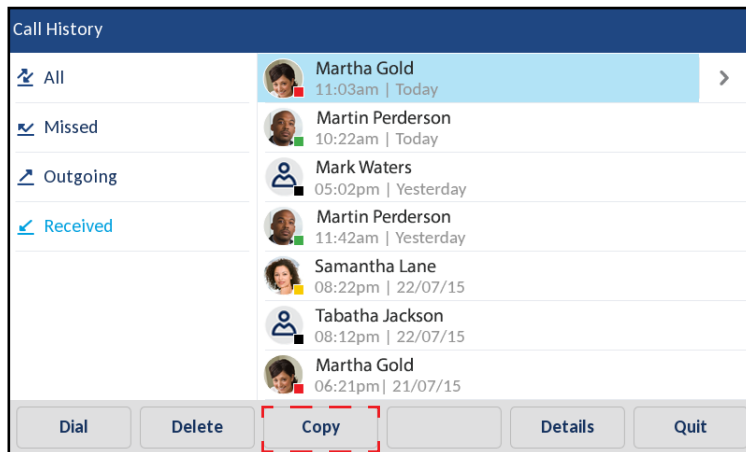 Call History
All
Missed
Outgoing
Received
Martha Gold
11:03am | Today
Martin Perderson
10:22am | Today
Mark Waters
05:02pm | Yesterday
Martin Perderson
11:42am | Yesterday
Samantha Lane
08:22pm | 22/07/15
Tabatha Jackson
08:12pm | 22/07/15
Martha Gold
06:21pm| 21/07/15
Dial Delete Copy Details Quit